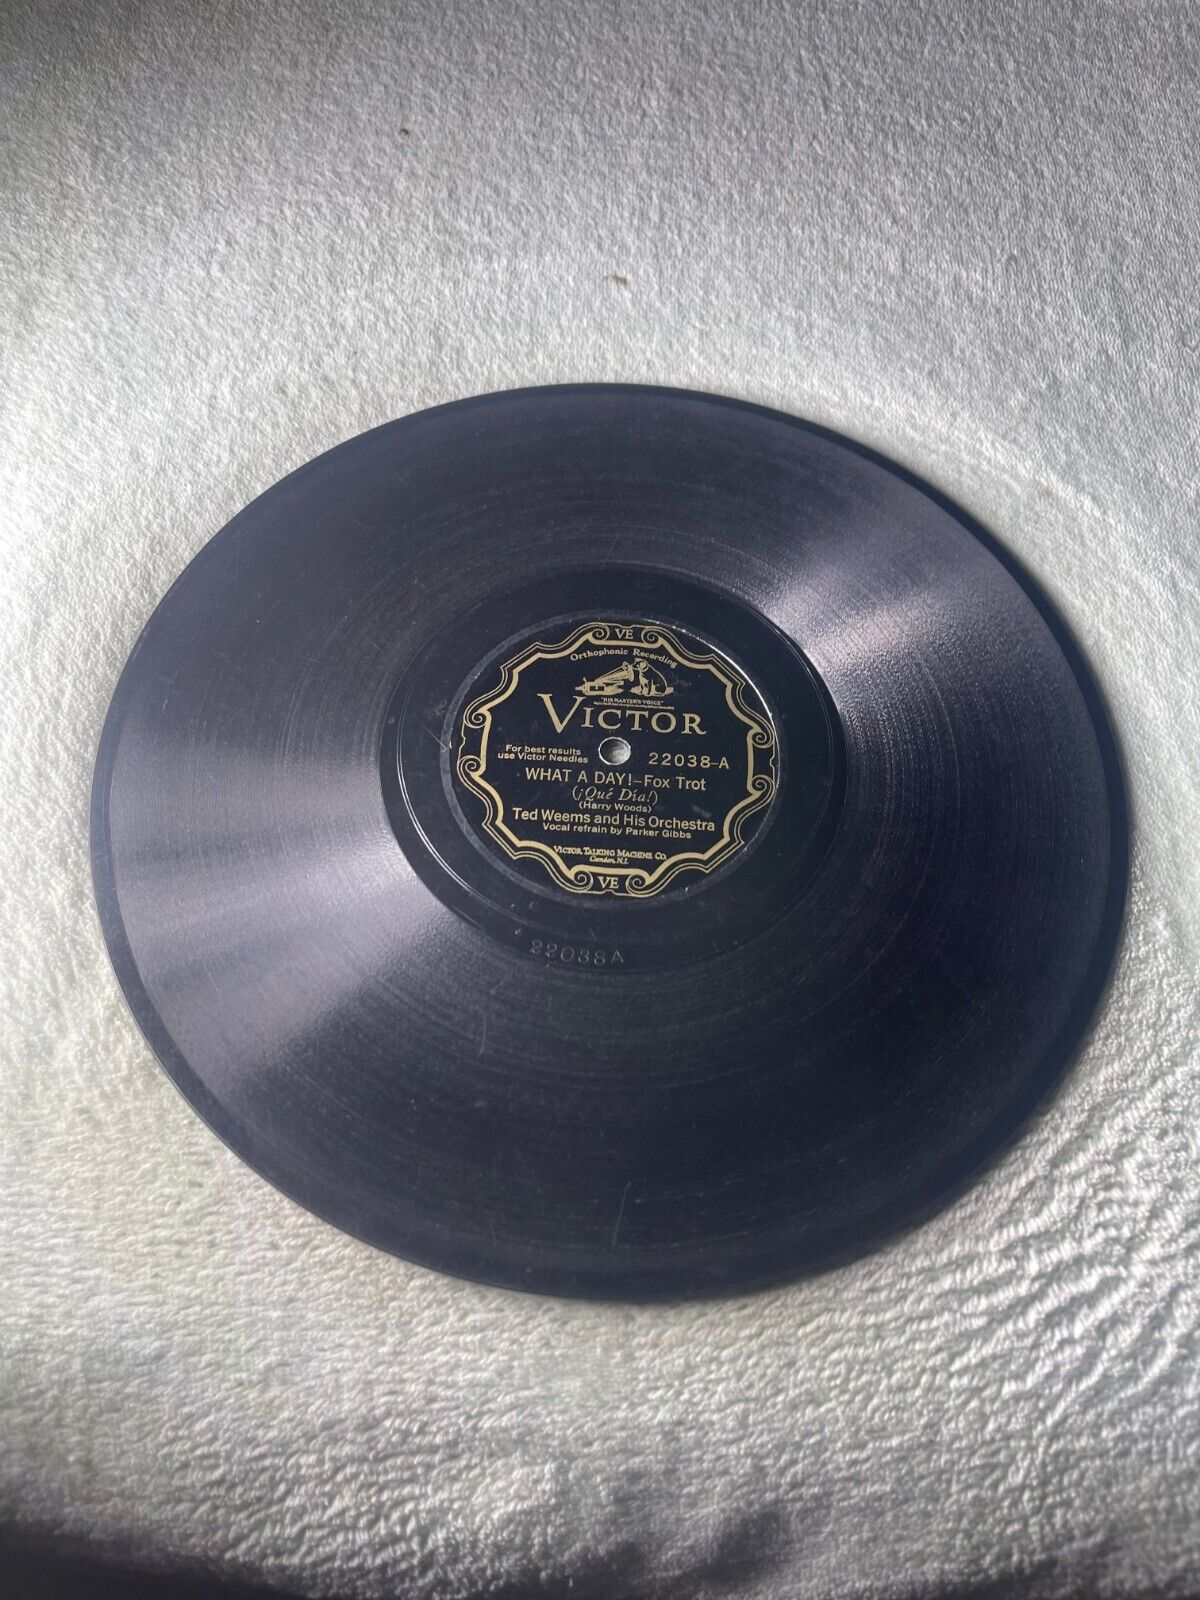 VE
Orthophonic Recording
"HIS MASTER'S VOICE"
VICTOR
For best results
use Victor Needles
22038-A
WHAT A DAY!-Fox Trot
(¡Qué Día!)
(Harry Woods)
Ted Weems and His Orchestra
Vocal refrain by Parker Gibbs
VICTOR TALKING MACHINE CO.
Camden, N.J.
VE
22038A